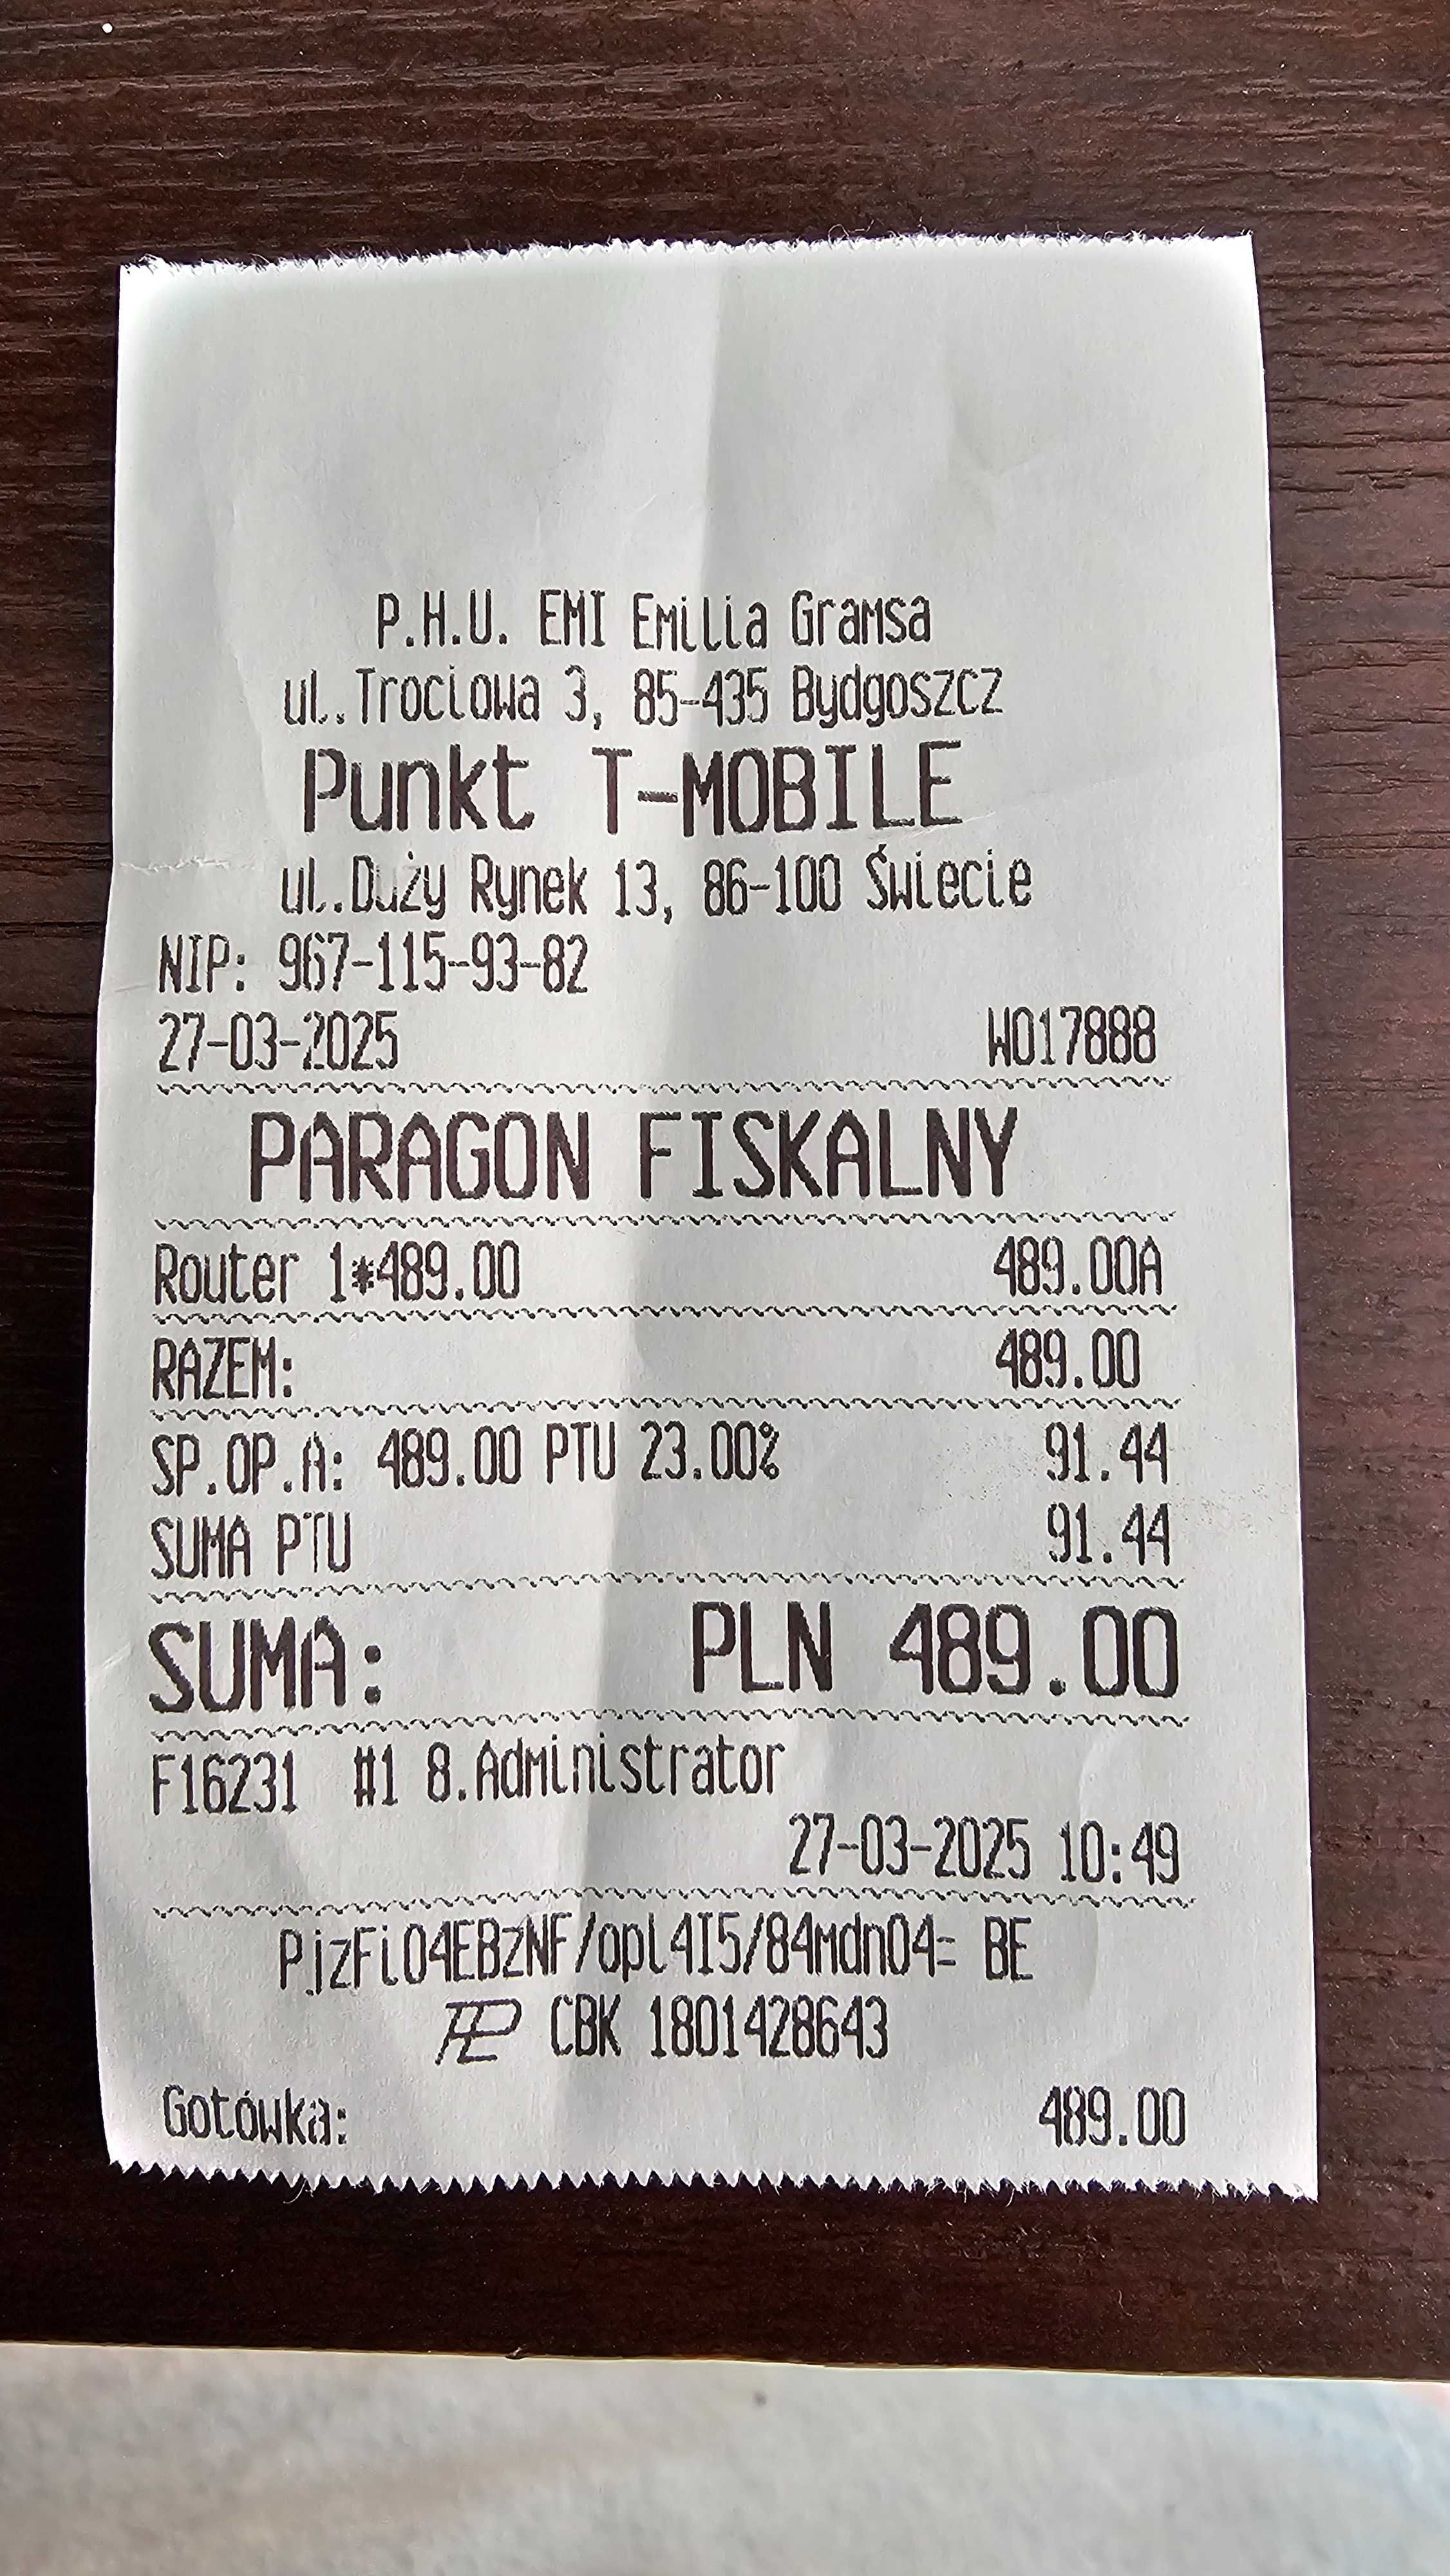 P.H.U. EMI Emilia Gramsa
ul.Trociowa 3, 85-435 Bydgoszcz
Punkt T-MOBILE
ul.Duży Rynek 13, 86-100 Świecie
NIP: 967-115-93-82
27-03-2025 W017888
PARAGON FISKALNY
Router 1*489.00 489.00A
RAZEM: 489.00
SP.OP.A: 489.00 PTU 23.00% 91.44
SUMA PTU 91.44
SUMA: PLN 489.00
F16231 #1 8.Administrator
27-03-2025 10:49
PjzFiO4EBzNF/opl4I5/84mdnO4= BE
CBK 1801428643
Gotówka: 489.00